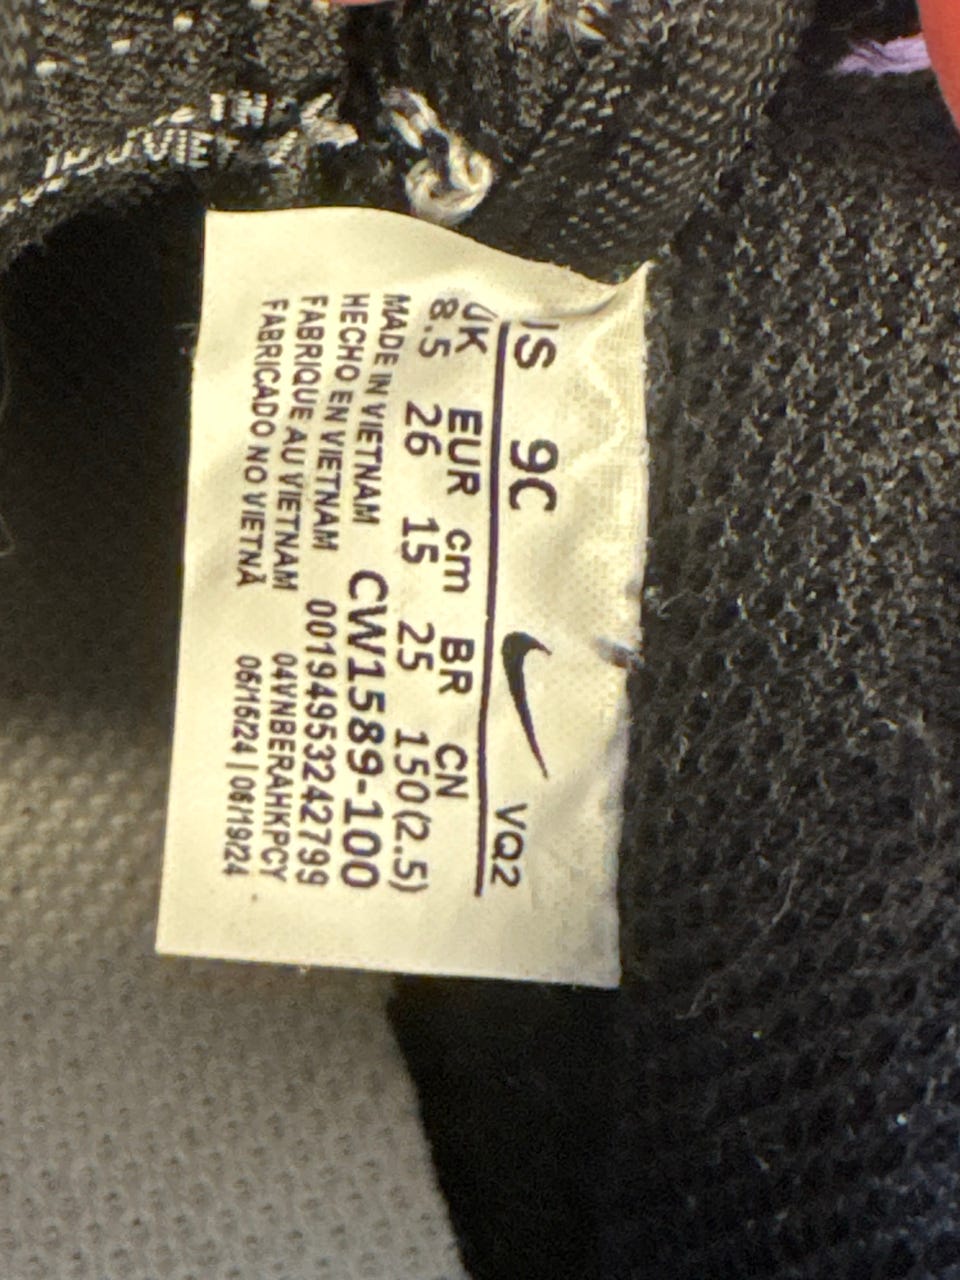 US 9C VQ2
UK EUR cm BR CN
8.5 26 15 25 150(2.5)
MADE IN VIETNAM CW1589-100
HECHO EN VIETNAM 00194953242799
FABRIQUE AU VIETNAM 04VNBERAHKPCY
FABRICADO NO VIETNÃ 06/16/24 | 06/19/24